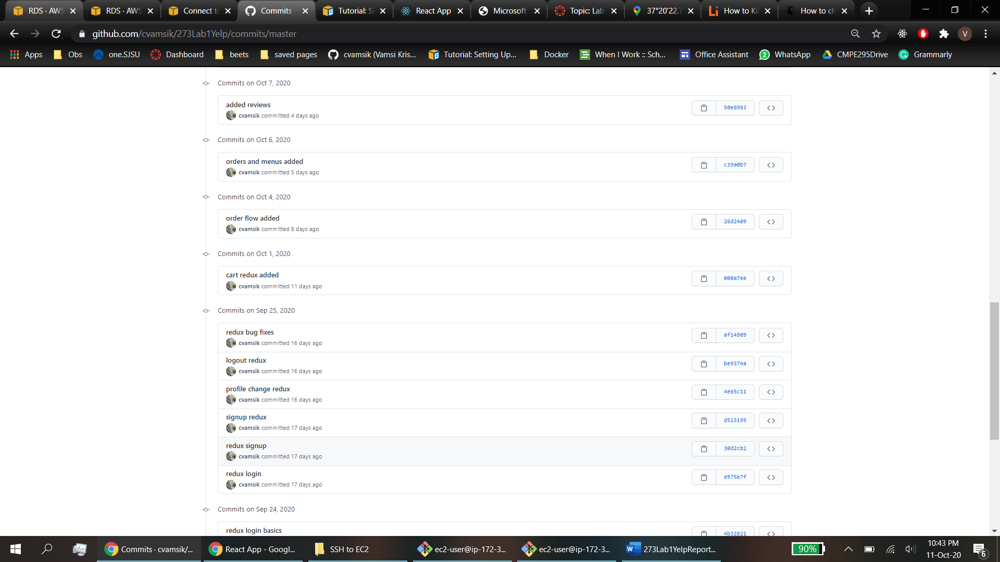 RDS · AWS
RDS · AWS
Connect to
Commits ·
Tutorial: Se
React App
Microsoft
Topic: Lab
37°20'22.7
How to Kil
How to ch
github.com/cvamsik/273Lab1Yelp/commits/master
V
Apps
Obs
one.SJSU
Dashboard
beets
saved pages
cvamsik (Vamsi Kris...
Tutorial: Setting Up...
Docker
When I Work :: Sch...
Office Assistant
WhatsApp
CMPE295Drive
Grammarly
Commits on Oct 7, 2020
added reviews
cvamsik committed 4 days ago
50e8983
Commits on Oct 6, 2020
orders and menus added
cvamsik committed 5 days ago
c39a0b7
Commits on Oct 4, 2020
order flow added
cvamsik committed 8 days ago
26d2409
Commits on Oct 1, 2020
cart redux added
cvamsik committed 11 days ago
000a7ee
Commits on Sep 25, 2020
redux bug fixes
cvamsik committed 16 days ago
af14909
logout redux
cvamsik committed 16 days ago
be9374a
profile change redux
cvamsik committed 16 days ago
4e65c11
signup redux
cvamsik committed 17 days ago
d513199
redux signup
cvamsik committed 17 days ago
30d2cb2
redux login
cvamsik committed 17 days ago
e975e7f
Commits on Sep 24, 2020
redux login basics
4b32821
Commits · cvamsik/...
React App - Googl...
SSH to EC2
ec2-user@ip-172-3...
ec2-user@ip-172-3...
273Lab1YelpReport...
90%
10:43 PM
11-Oct-20
6